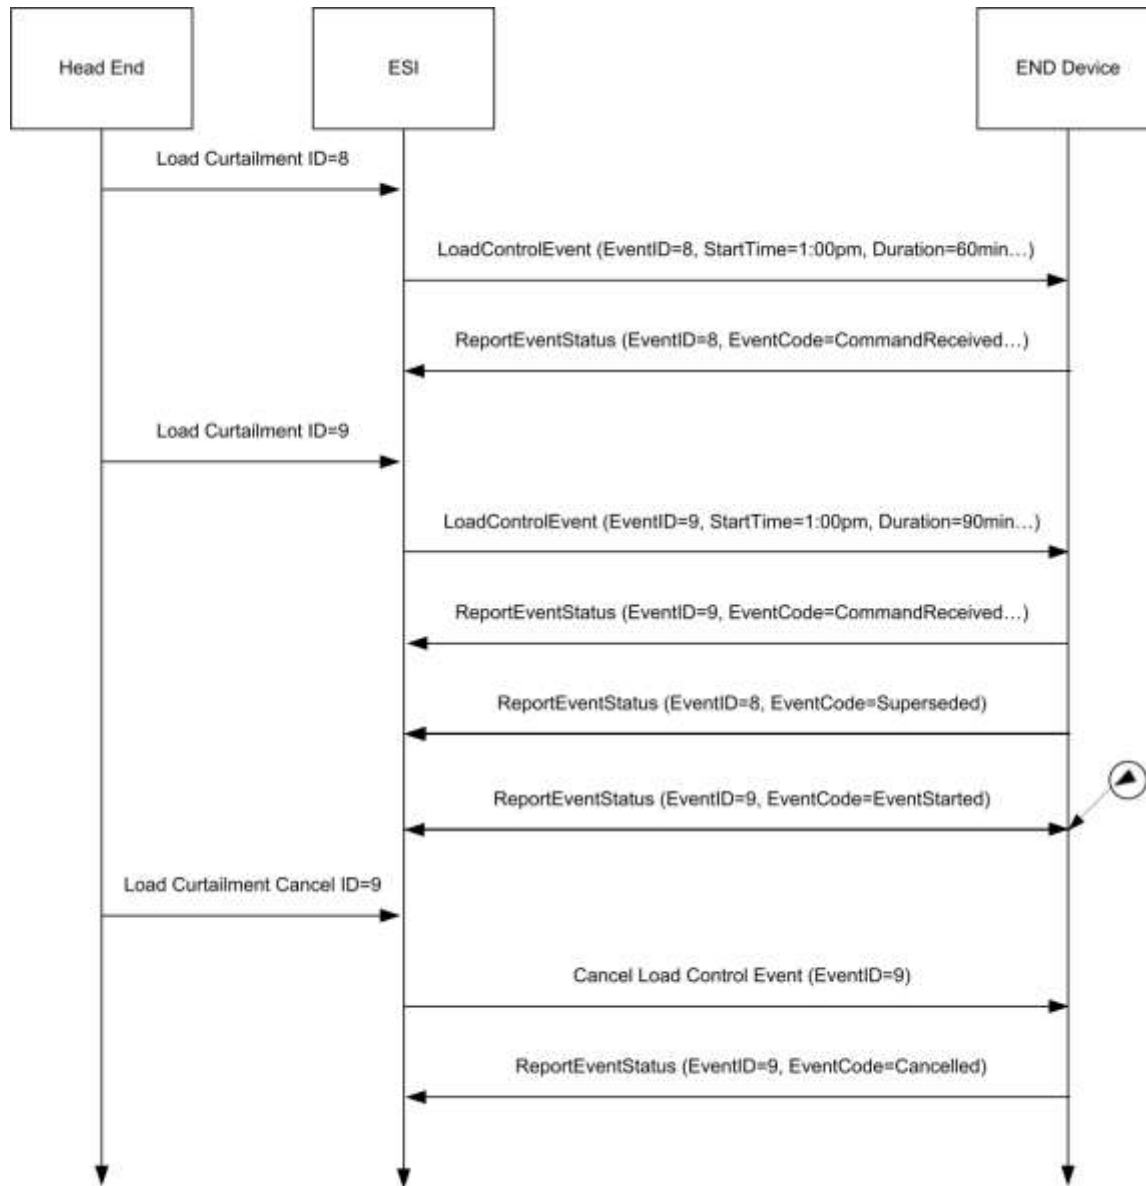 Head End
ESI
END Device
Load Curtailment ID=8
LoadControlEvent (EventID=8, StartTime=1:00pm, Duration=60min…)
ReportEventStatus (EventID=8, EventCode=CommandReceived…)
Load Curtailment ID=9
LoadControlEvent (EventID=9, StartTime=1:00pm, Duration=90min…)
ReportEventStatus (EventID=9, EventCode=CommandReceived…)
ReportEventStatus (EventID=8, EventCode=Superseded)
ReportEventStatus (EventID=9, EventCode=EventStarted)
Load Curtailment Cancel ID=9
Cancel Load Control Event (EventID=9)
ReportEventStatus (EventID=9, EventCode=Cancelled)